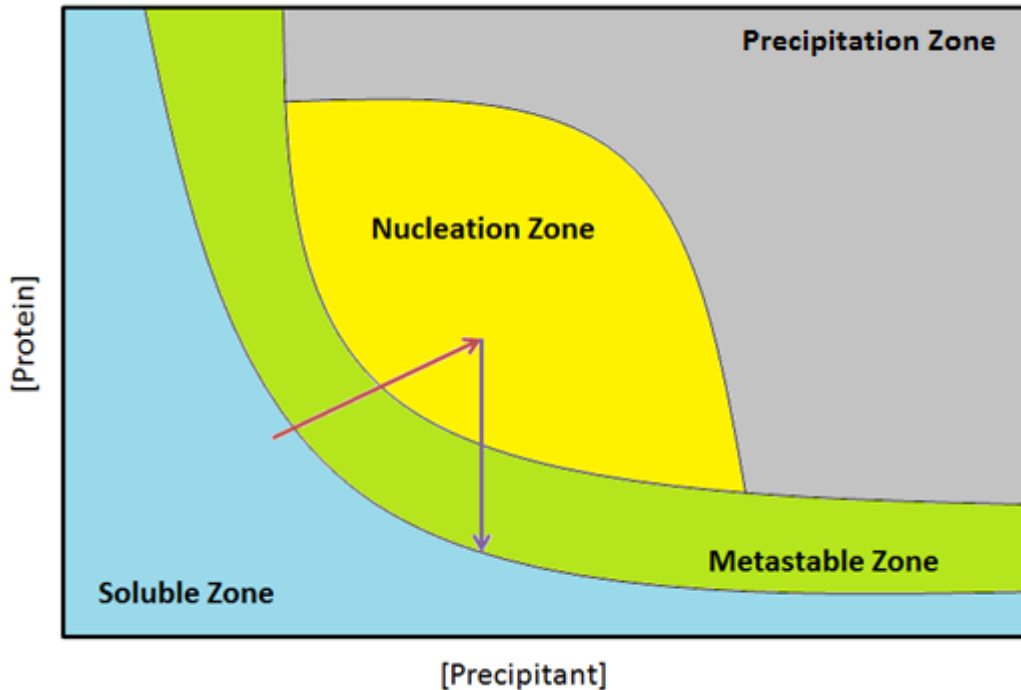 Precipitation Zone
Nucleation Zone
[Protein]
Metastable Zone
Soluble Zone
[Precipitant]